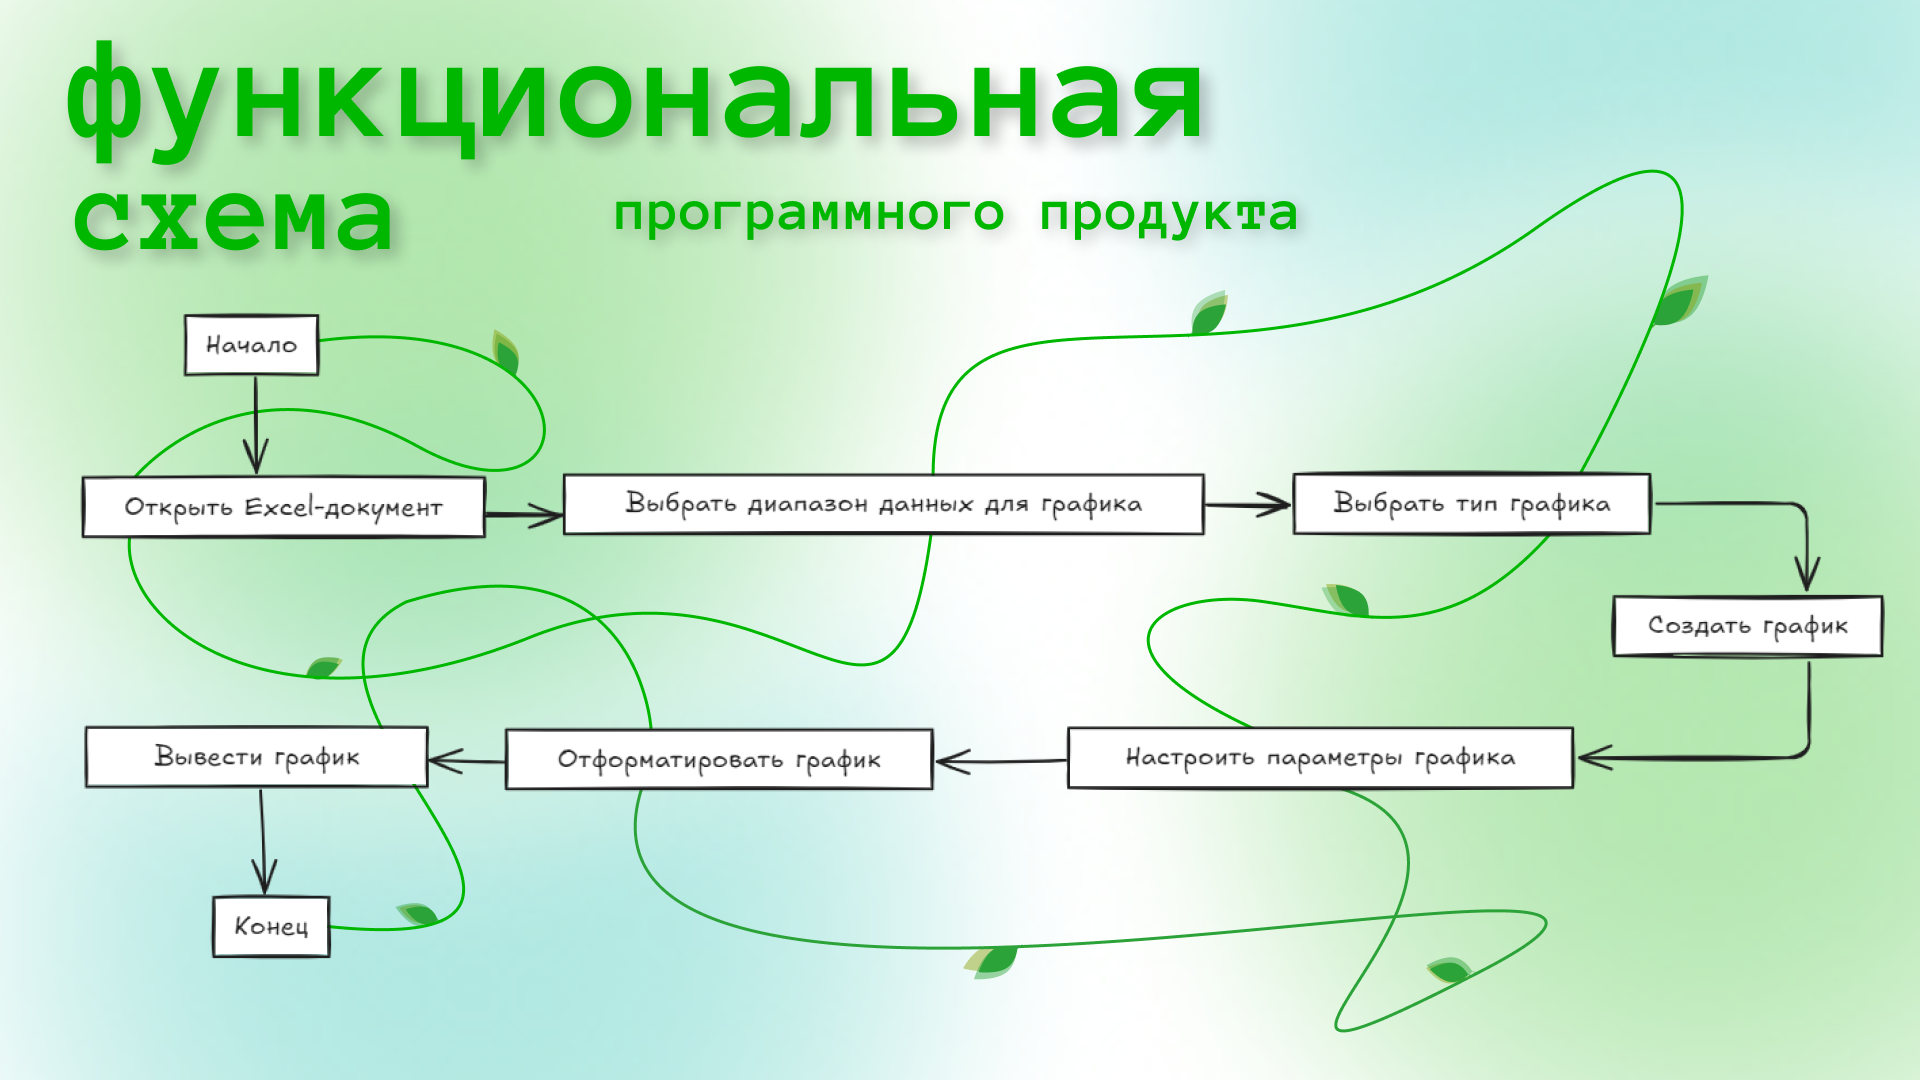 функциональная
схема
программного продукта
Начало
Открыть Excel-документ
Выбрать диапазон данных для графика
Выбрать тип графика
Создать график
Настроить параметры графика
Отформатировать график
Вывести график
Конец